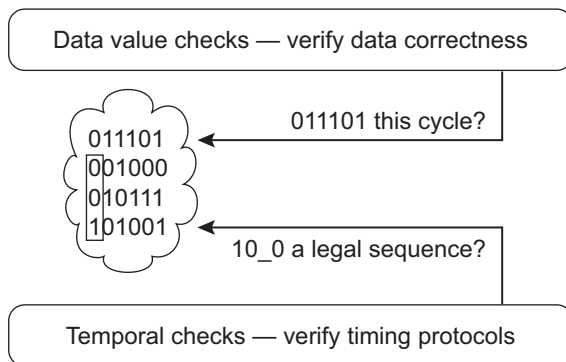 Data value checks — verify data correctness
011101 this cycle?
011101
001000
010111
101001
10_0 a legal sequence?
Temporal checks — verify timing protocols